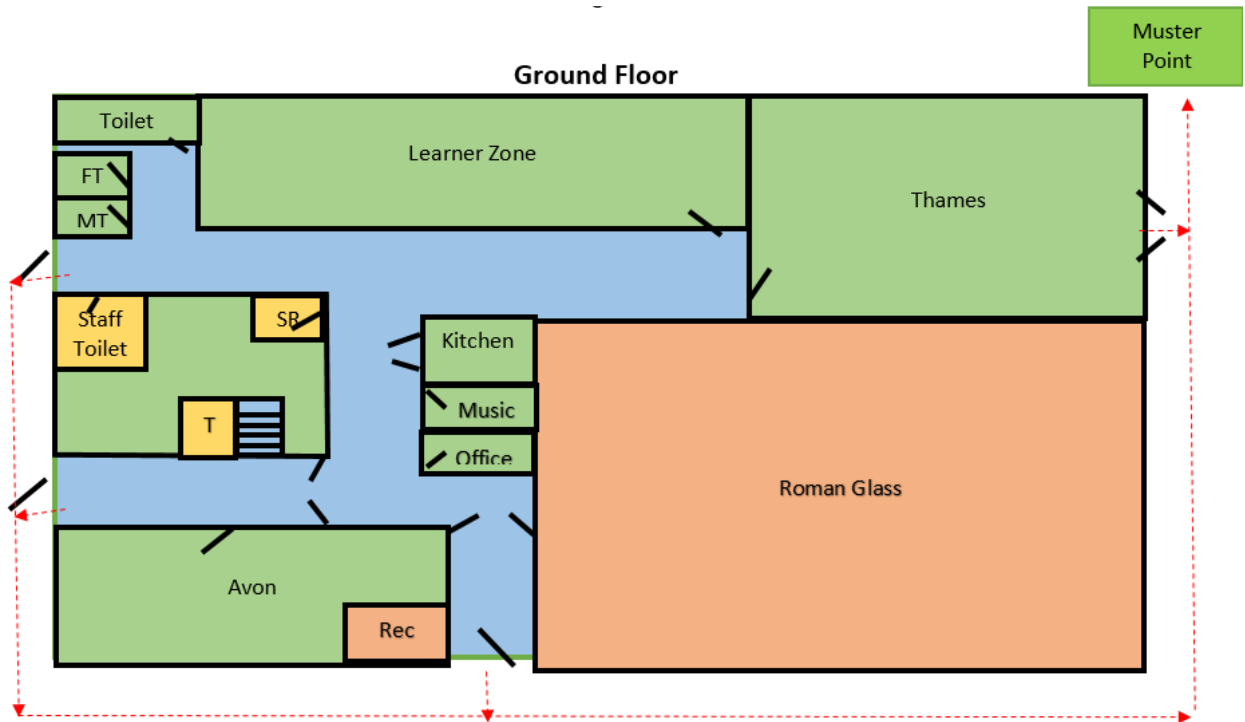 Ground Floor
Muster
Point
Toilet
Learner Zone
Thames
FT
MT
Staff
Toilet
SR
Kitchen
Music
Office
T
Roman Glass
Avon
Rec